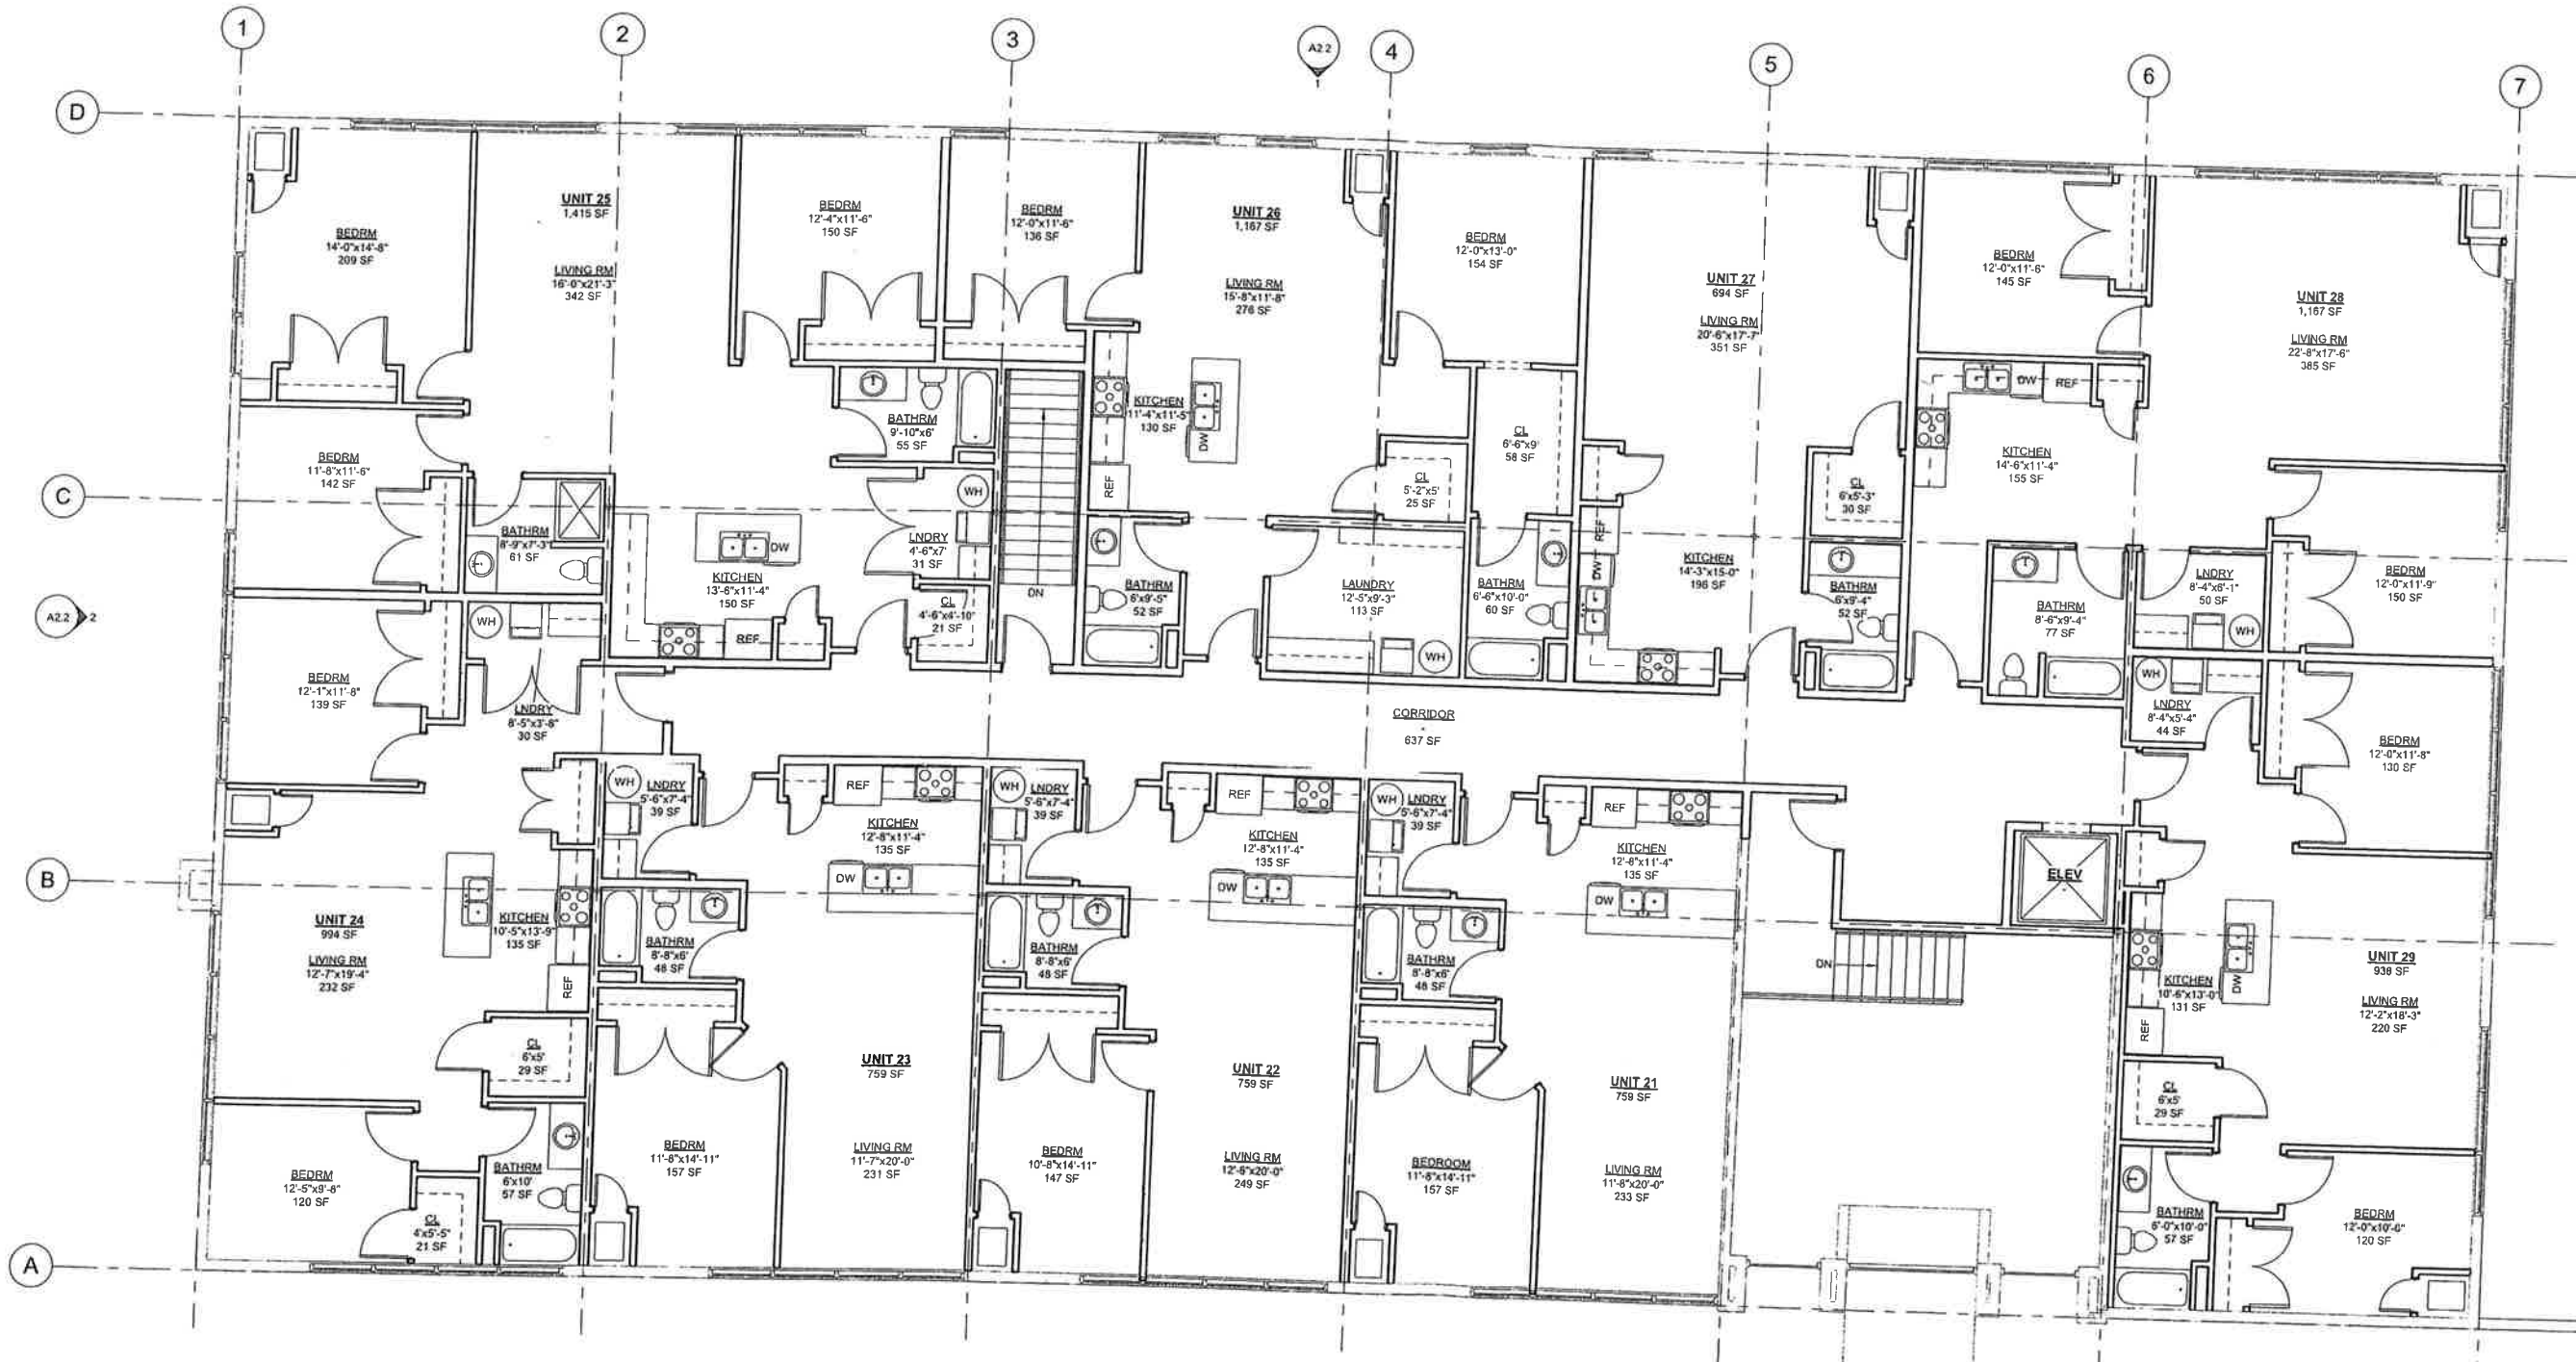 1
2
3
4
5
6
7
A2.2
1
D
C
B
A
A2.2
2
UNIT 25
1,415 SF
BEDRM
14'-0"x14'-8"
209 SF
LIVING RM
16'-0"x21'-3"
342 SF
BEDRM
12'-4"x11'-6"
150 SF
BEDRM
11'-8"x11'-6"
142 SF
BATHRM
8'-9"x7'-3"
61 SF
BATHRM
9'-10"x6'
55 SF
KITCHEN
13'-6"x11'-4"
150 SF
DW
REF
WH
LNDRY
4'-6"x7'
31 SF
CL
4'-6"x4'-10"
21 SF
DN
BEDRM
12'-0"x11'-6"
136 SF
UNIT 26
1,167 SF
LIVING RM
15'-8"x11'-8"
276 SF
KITCHEN
11'-4"x11'-5"
130 SF
DW
REF
BATHRM
6'x9'-5"
52 SF
CL
5'-2"x5'
25 SF
LAUNDRY
12'-5"x9'-3"
113 SF
WH
BEDRM
12'-0"x13'-0"
154 SF
CL
6'-6"x9'
58 SF
BATHRM
6'-6"x10'-0"
60 SF
UNIT 27
694 SF
LIVING RM
20'-6"x17'-7"
351 SF
REF
DW
KITCHEN
14'-3"x15'-0"
196 SF
CL
6'x5'-3"
30 SF
BATHRM
6'x9'-4"
52 SF
BEDRM
12'-0"x11'-6"
145 SF
UNIT 28
1,167 SF
LIVING RM
22'-8"x17'-6"
385 SF
DW
REF
KITCHEN
14'-6"x11'-4"
155 SF
BATHRM
8'-6"x9'-4"
77 SF
LNDRY
8'-4"x6'-1"
50 SF
WH
BEDRM
12'-0"x11'-9"
150 SF
BEDRM
12'-1"x11'-8"
139 SF
WH
LNDRY
8'-5"x3'-8"
30 SF
CORRIDOR
637 SF
WH
LNDRY
8'-4"x5'-4"
44 SF
BEDRM
12'-0"x11'-8"
130 SF
UNIT 24
994 SF
LIVING RM
12'-7"x19'-4"
232 SF
KITCHEN
10'-5"x13'-9"
135 SF
REF
CL
6'x5'
29 SF
BEDRM
12'-5"x9'-8"
120 SF
CL
4'x5'-5"
21 SF
BATHRM
6'x10'
57 SF
WH
LNDRY
5'-6"x7'-4"
39 SF
REF
KITCHEN
12'-8"x11'-4"
135 SF
DW
BATHRM
8'-8"x6'
48 SF
UNIT 23
759 SF
BEDRM
11'-8"x14'-11"
157 SF
LIVING RM
11'-7"x20'-0"
231 SF
WH
LNDRY
5'-6"x7'-4"
39 SF
REF
KITCHEN
12'-8"x11'-4"
135 SF
DW
BATHRM
8'-8"x6'
48 SF
UNIT 22
759 SF
BEDRM
10'-8"x14'-11"
147 SF
LIVING RM
12'-6"x20'-0"
249 SF
WH
LNDRY
5'-6"x7'-4"
39 SF
REF
KITCHEN
12'-8"x11'-4"
135 SF
DW
BATHRM
8'-8"x6'
48 SF
UNIT 21
759 SF
BEDROOM
11'-8"x14'-11"
157 SF
LIVING RM
11'-8"x20'-0"
233 SF
ELEV
DN
UNIT 29
938 SF
KITCHEN
10'-6"x13'-0"
131 SF
DW
REF
LIVING RM
12'-2"x18'-3"
220 SF
CL
6'x5'
29 SF
BATHRM
6'-0"x10'-0"
57 SF
BEDRM
12'-0"x10'-0"
120 SF